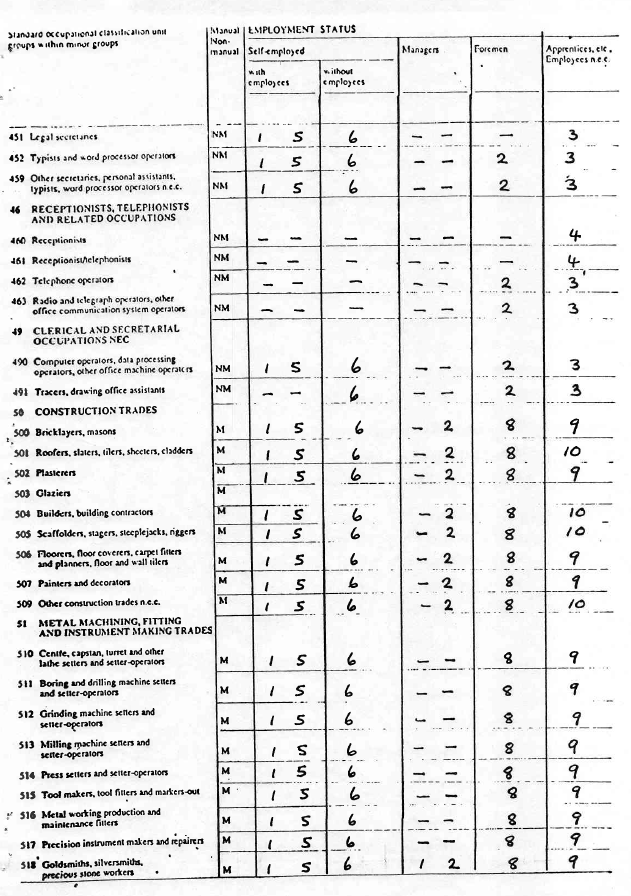 Standard occupational classification unit
groups within minor groups
Manual
Non-
manual
EMPLOYMENT STATUS
Self-employed
with
employees
without
employees
Managers
Foremen
Apprentices, etc,
Employees n.e.c.
451 Legal secretaries NM 1 5 6 – – – 3
452 Typists and word processor operators NM 1 5 6 – – 2 3
459 Other secretaries, personal assistants,
typists, word processor operators n.e.c. NM 1 5 6 – – 2 3
46 RECEPTIONISTS, TELEPHONISTS
AND RELATED OCCUPATIONS
460 Receptionists NM – – – – – – 4
461 Receptionist/telephonists NM – – – – – – 4
462 Telephone operators NM – – – – – 2 3
463 Radio and telegraph operators, other
office communication system operators NM – – – – – 2 3
49 CLERICAL AND SECRETARIAL
OCCUPATIONS NEC
490 Computer operators, data processing
operators, other office machine operators NM 1 5 6 – – 2 3
491 Tracers, drawing office assistants NM – – 6 – – 2 3
50 CONSTRUCTION TRADES
500 Bricklayers, masons M 1 5 6 – 2 8 9
501 Roofers, slaters, tilers, sheeters, cladders M 1 5 6 – 2 8 10
502 Plasterers M 1 5 6 – 2 8 9
503 Glaziers M
504 Builders, building contractors M 1 5 6 – 2 8 10
505 Scaffolders, stagers, steeplejacks, riggers M 1 5 6 – 2 8 10
506 Floorers, floor coverers, carpet fitters
and planners, floor and wall tilers M 1 5 6 – 2 8 9
507 Painters and decorators M 1 5 6 – 2 8 9
509 Other construction trades n.e.c. M 1 5 6 – 2 8 10
51 METAL MACHINING, FITTING
AND INSTRUMENT MAKING TRADES
510 Centre, capstan, turret and other
lathe setters and setter-operators M 1 5 6 – – 8 9
511 Boring and drilling machine setters
and setter-operators M 1 5 6 – – 8 9
512 Grinding machine setters and
setter-operators M 1 5 6 – – 8 9
513 Milling machine setters and
setter-operators M 1 5 6 – – 8 9
514 Press setters and setter-operators M 1 5 6 – – 8 9
515 Tool makers, tool fitters and markers-out M 1 5 6 – – 8 9
516 Metal working production and
maintenance fitters M 1 5 6 – – 8 9
517 Precision instrument makers and repairers M 1 5 6 – – 8 9
518 Goldsmiths, silversmiths,
precious stone workers M 1 5 6 1 2 8 9